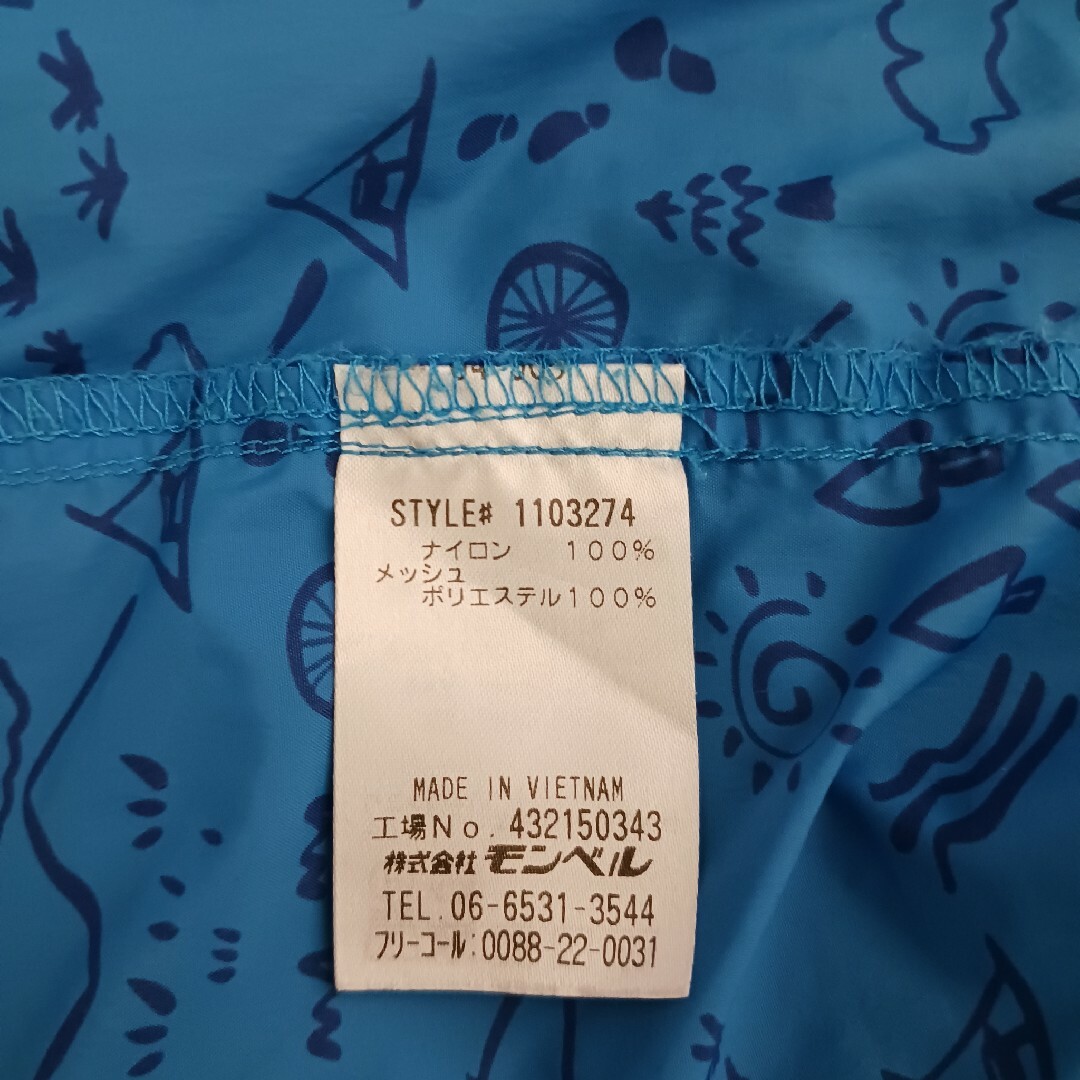 STYLE# 1103274
ナイロン 100%
メッシュ
ポリエステル100%
MADE IN VIETNAM
工場No. 432150343
株式会社 モンベル
TEL.06-6531-3544
フリーコール:0088-22-0031